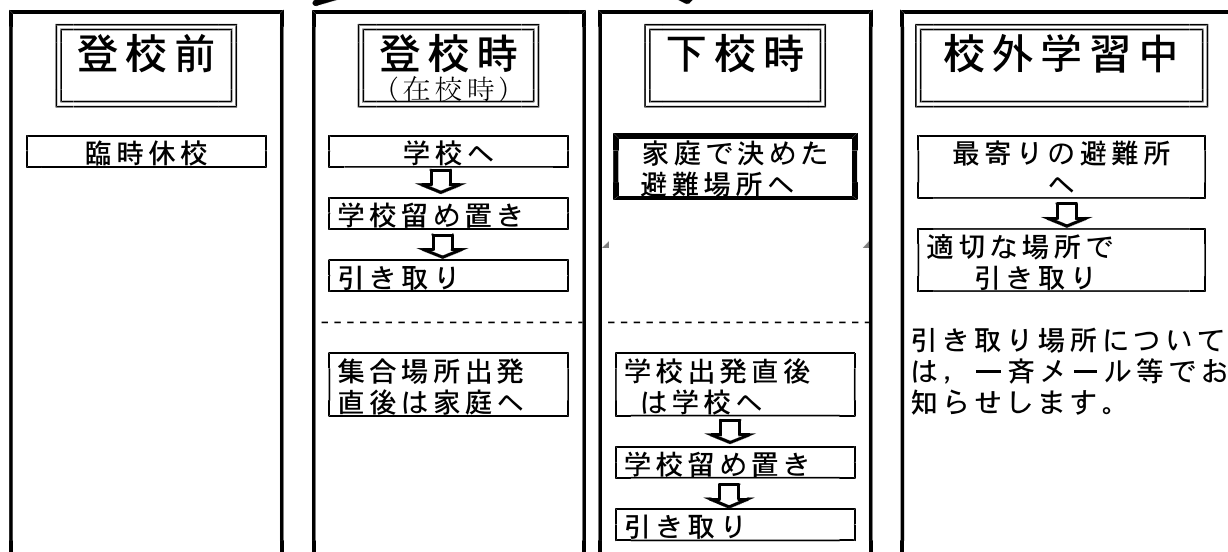 登校前
臨時休校
登校時
（在校時）
学校へ
学校留め置き
引き取り
集合場所出発
直後は家庭へ
下校時
家庭で決めた
避難場所へ
学校出発直後
は学校へ
学校留め置き
引き取り
校外学習中
最寄りの避難所
へ
適切な場所で
引き取り
引き取り場所について
は，一斉メール等でお
知らせします。